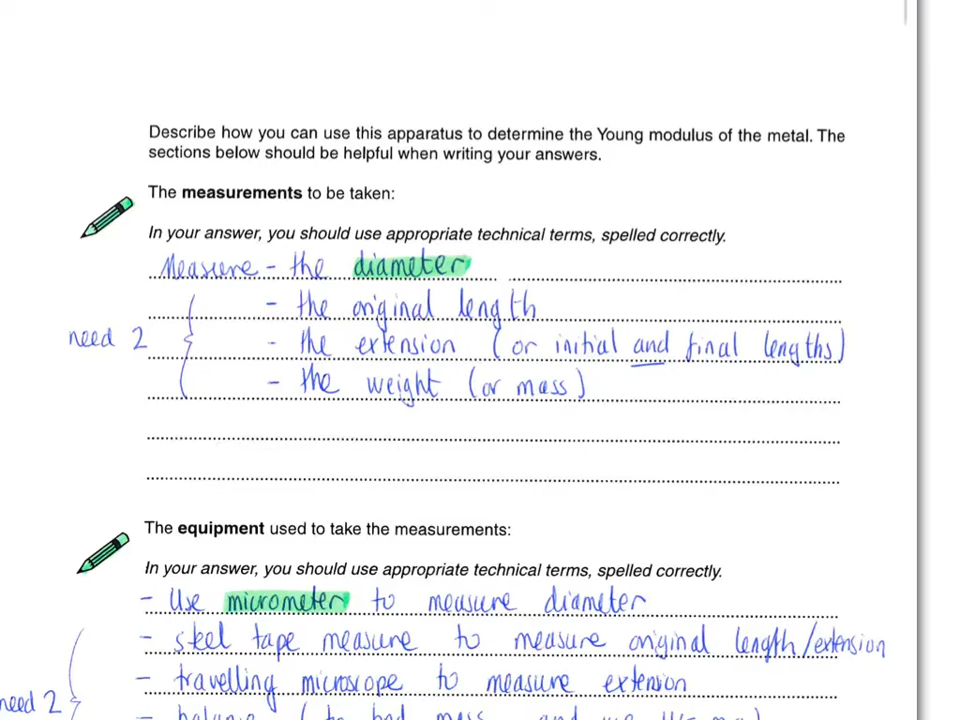 Describe how you can use this apparatus to determine the Young modulus of the metal. The
sections below should be helpful when writing your answers.
The measurements to be taken:
In your answer, you should use appropriate technical terms, spelled correctly.
Measure - the diameter
- the original length
need 2
- the extension (or initial and final lengths)
- the weight (or mass)
The equipment used to take the measurements:
In your answer, you should use appropriate technical terms, spelled correctly.
- Use micrometer to measure diameter
- steel tape measure to measure original length/extension
- travelling microscope to measure extension
need 2
- balance (to